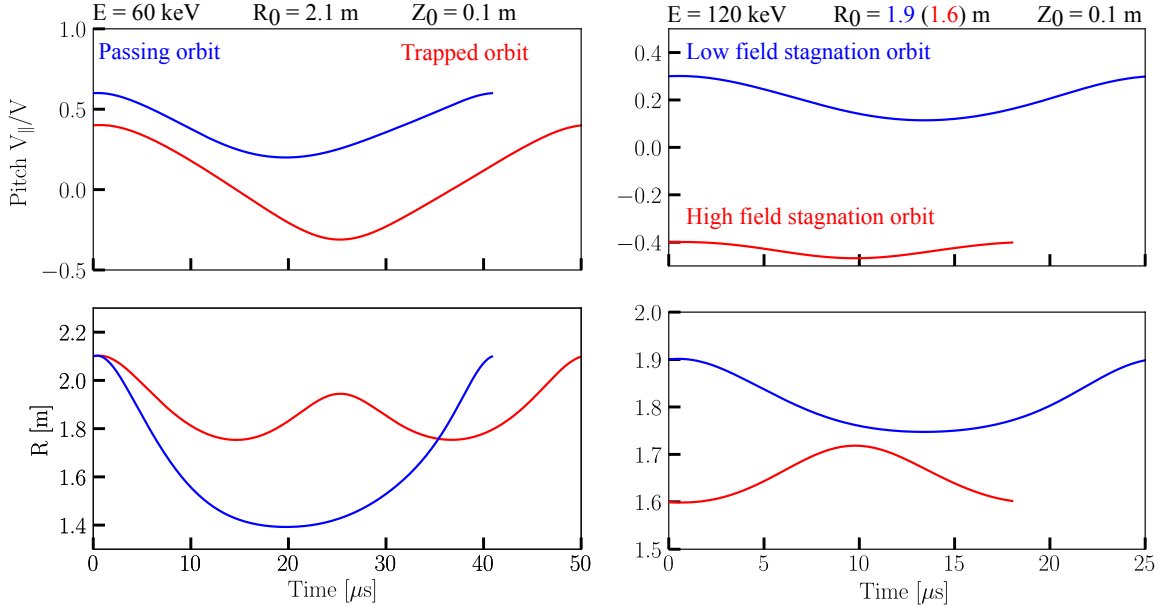 E = 60 keV R0 = 2.1 m Z0 = 0.1 m
E = 120 keV R0 = 1.9 (1.6) m Z0 = 0.1 m
1.0
0.5
0.0
−0.5
Pitch V∥/V
Passing orbit Trapped orbit
0.4
0.2
0.0
−0.2
−0.4
Low field stagnation orbit
High field stagnation orbit
2.2
2.0
1.8
1.6
1.4
R [m]
0 10 20 30 40 50
Time [μs]
2.0
1.9
1.8
1.7
1.6
1.5
0 5 10 15 20 25
Time [μs]